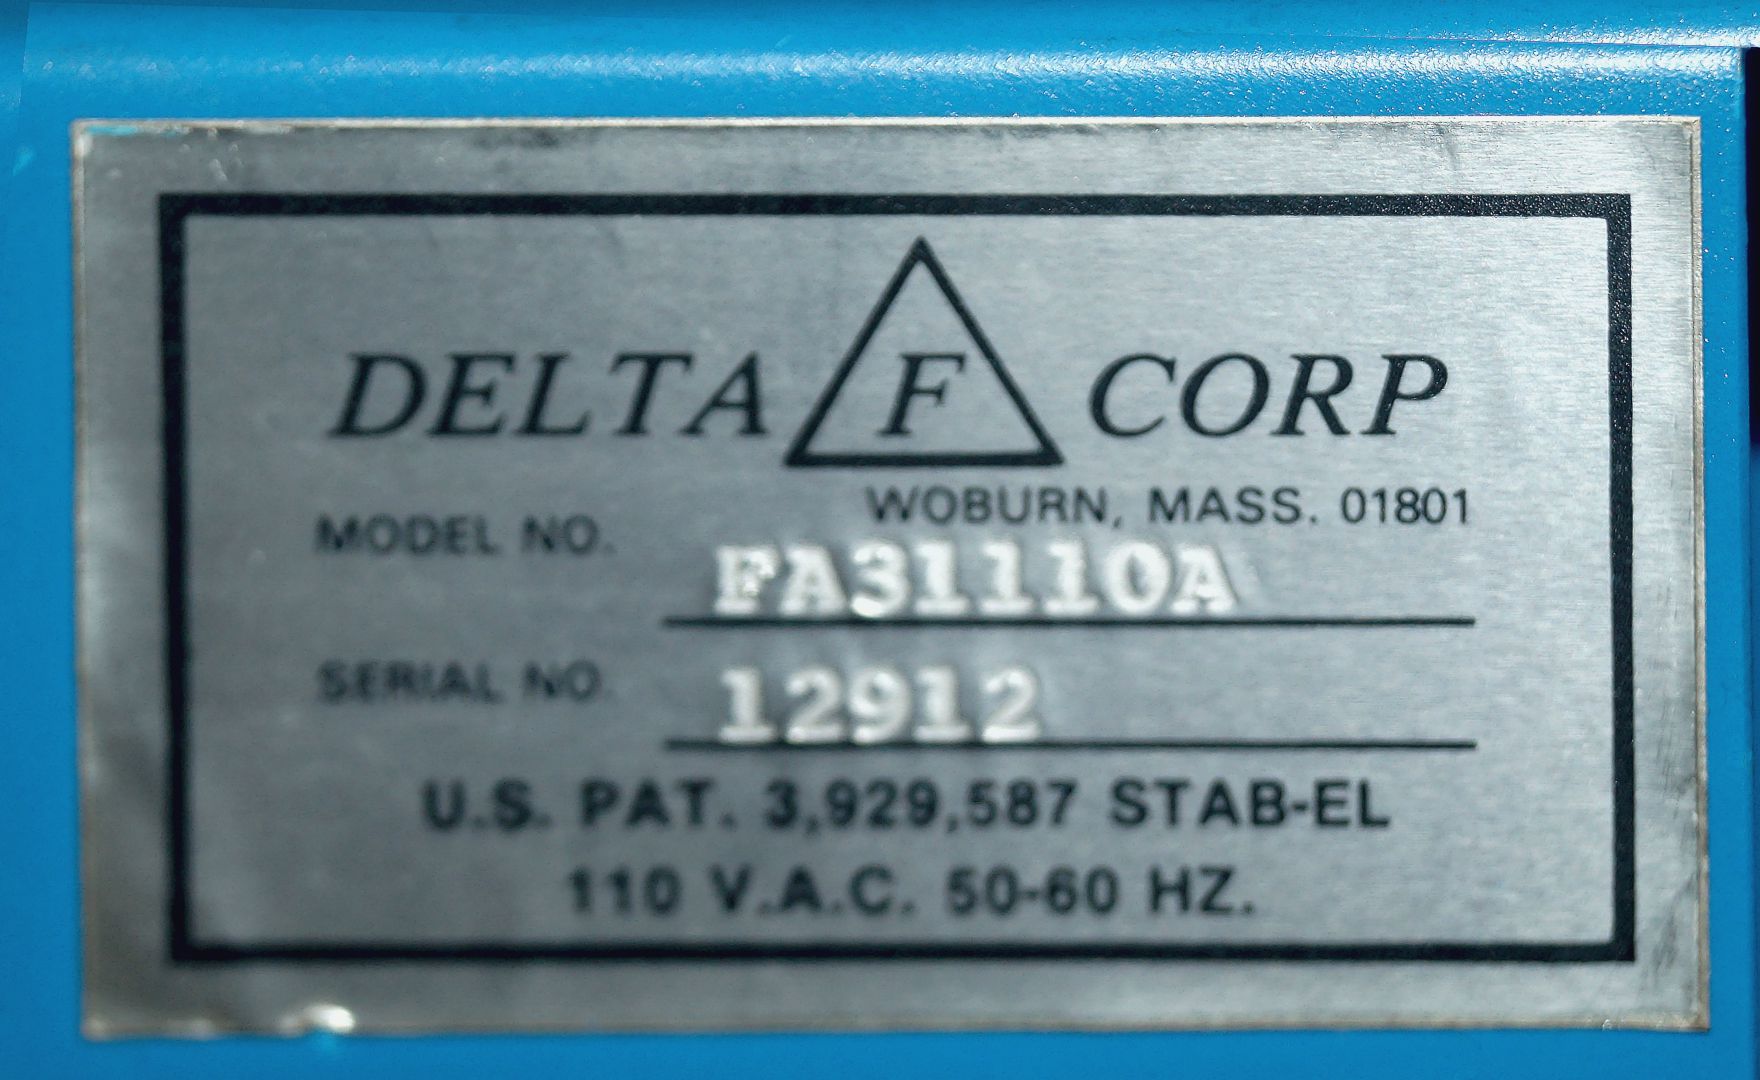 DELTA F CORP
WOBURN, MASS. 01801
MODEL NO. FA31110A
SERIAL NO. 12912
U.S. PAT. 3,929,587 STAB-EL
110 V.A.C. 50-60 HZ.